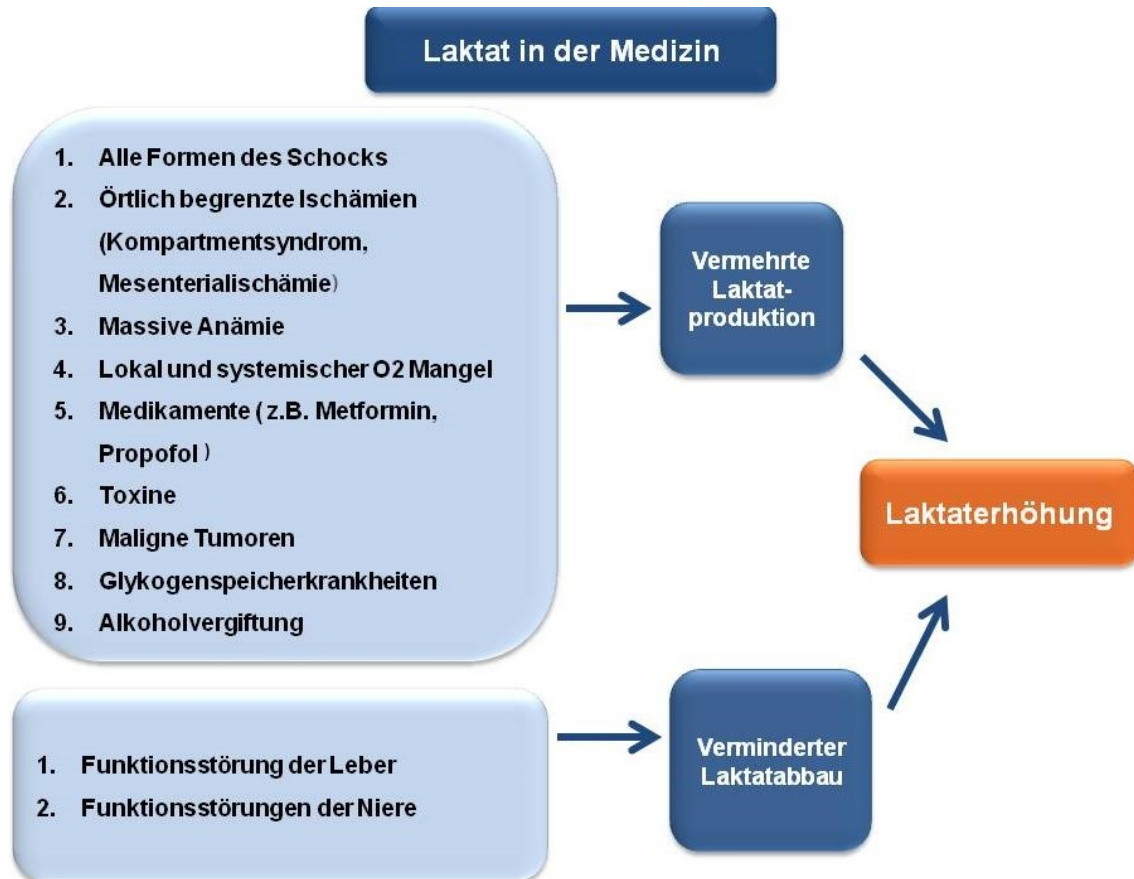 Laktat in der Medizin
1. Alle Formen des Schocks
2. Örtlich begrenzte Ischämien
(Kompartmentsyndrom,
Mesenterialischämie)
3. Massive Anämie
4. Lokal und systemischer O2 Mangel
5. Medikamente ( z.B. Metformin,
Propofol )
6. Toxine
7. Maligne Tumoren
8. Glykogenspeicherkrankheiten
9. Alkoholvergiftung
Vermehrte
Laktat-
produktion
Laktaterhöhung
1. Funktionsstörung der Leber
2. Funktionsstörungen der Niere
Verminderter
Laktatabbau